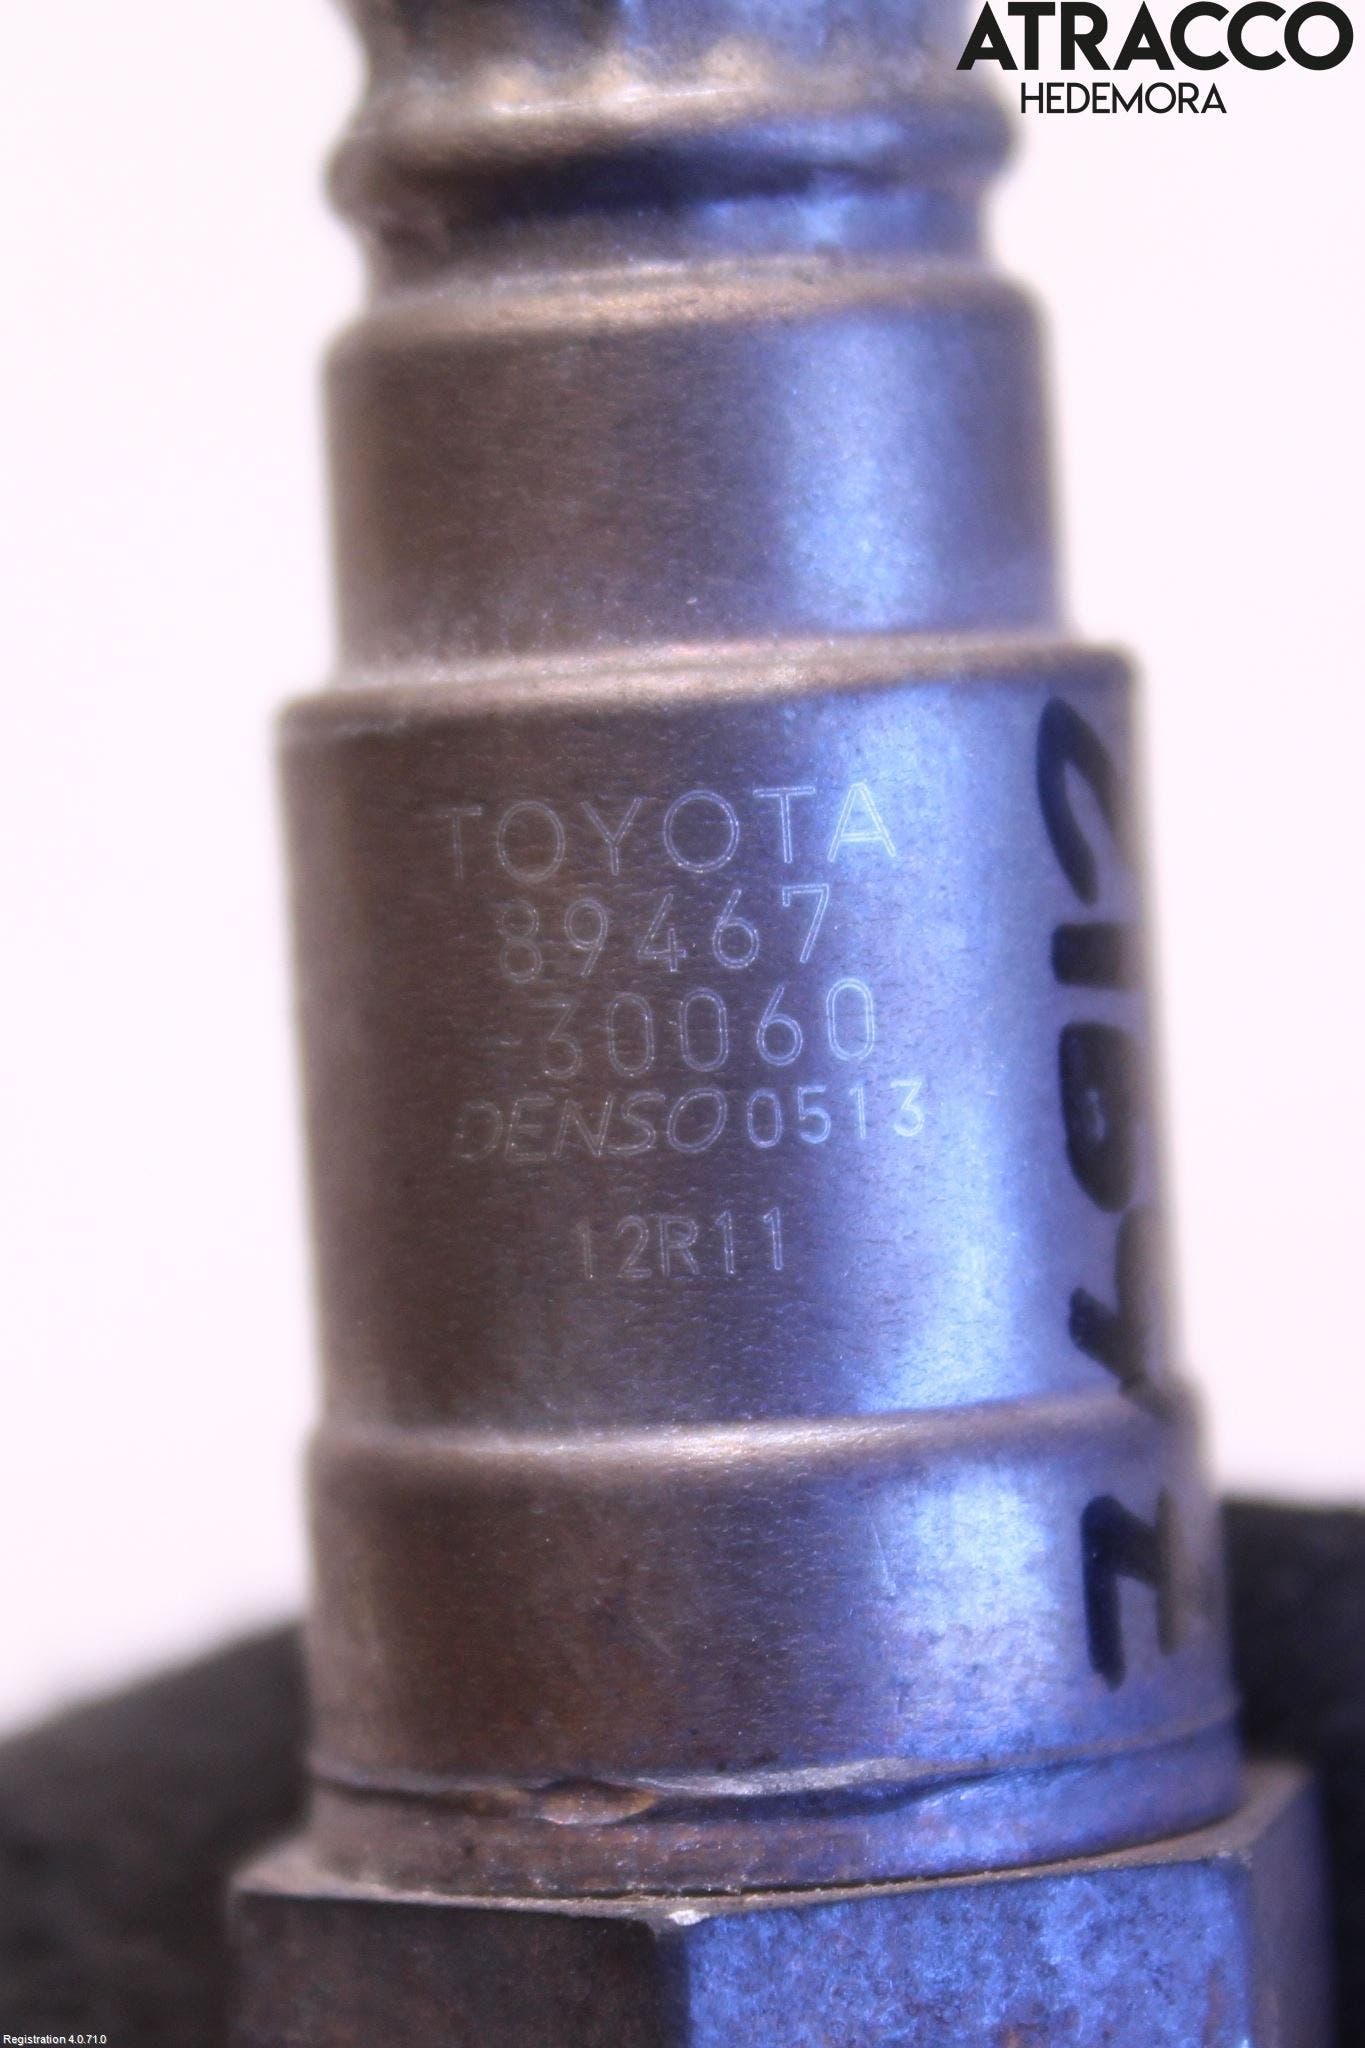 ATRACCO
HEDEMORA
TOYOTA
89467
30060
DENSO 0513
12R11
Registration 4.0.71.0